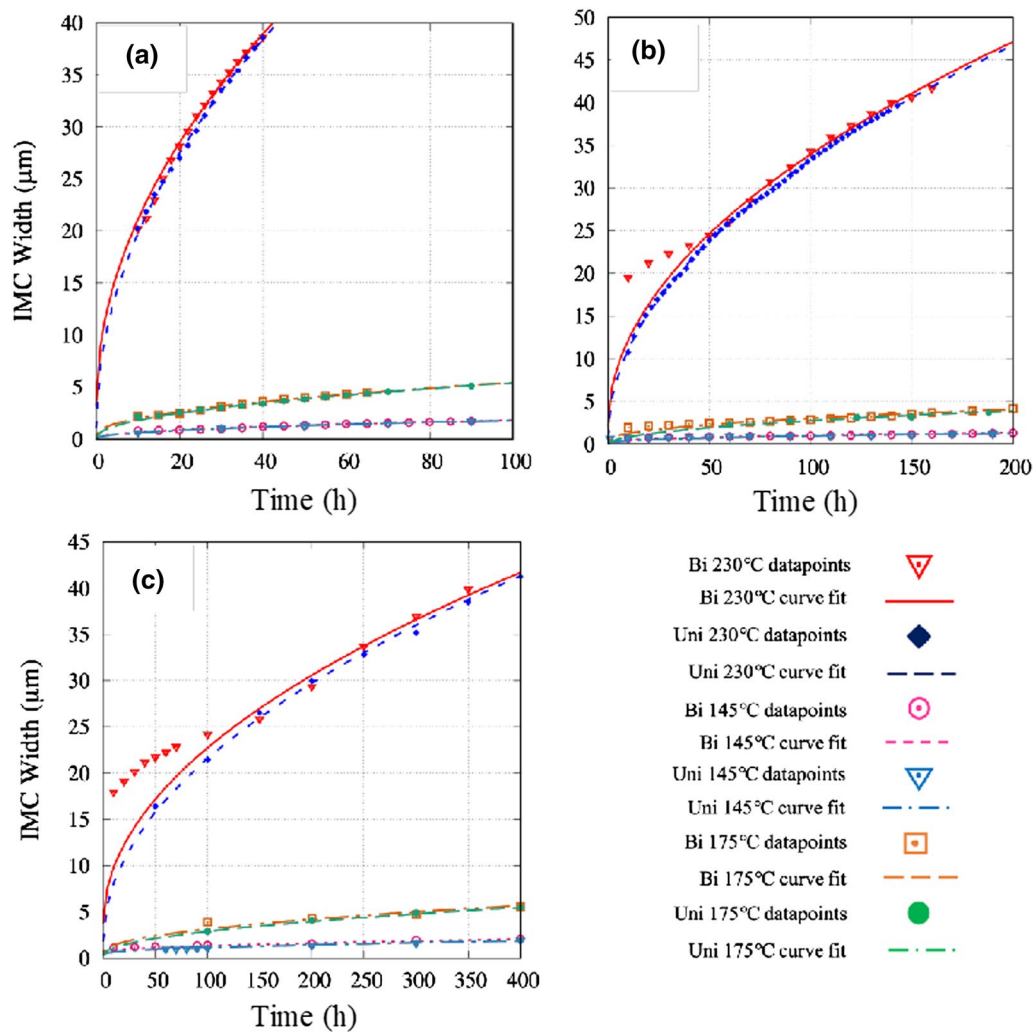 (a)
IMC Width (μm)
40
35
30
25
20
15
10
5
0
0 20 40 60 80 100
Time (h)
(b)
50
45
40
35
30
25
20
15
10
5
0
0 50 100 150 200
Time (h)
(c)
IMC Width (μm)
45
40
35
30
25
20
15
10
5
0
0 50 100 150 200 250 300 350 400
Time (h)
Bi 230°C datapoints
Bi 230°C curve fit
Uni 230°C datapoints
Uni 230°C curve fit
Bi 145°C datapoints
Bi 145°C curve fit
Uni 145°C datapoints
Uni 145°C curve fit
Bi 175°C datapoints
Bi 175°C curve fit
Uni 175°C datapoints
Uni 175°C curve fit